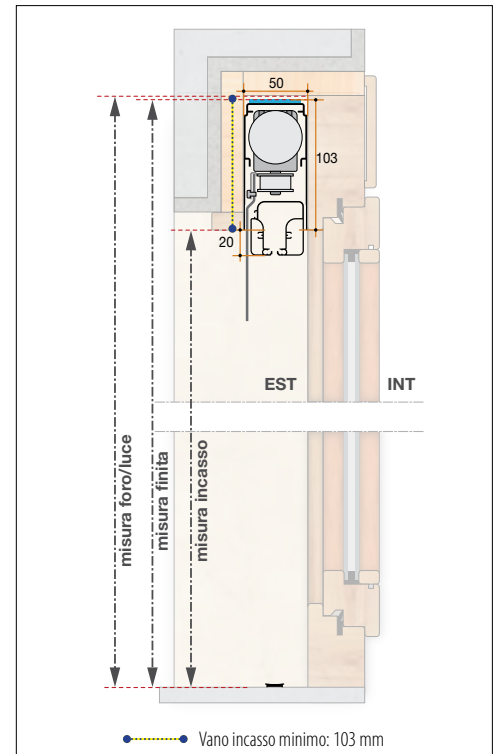 50
103
20
EST
INT
misura foro/luce
misura finita
misura incasso
Vano incasso minimo: 103 mm